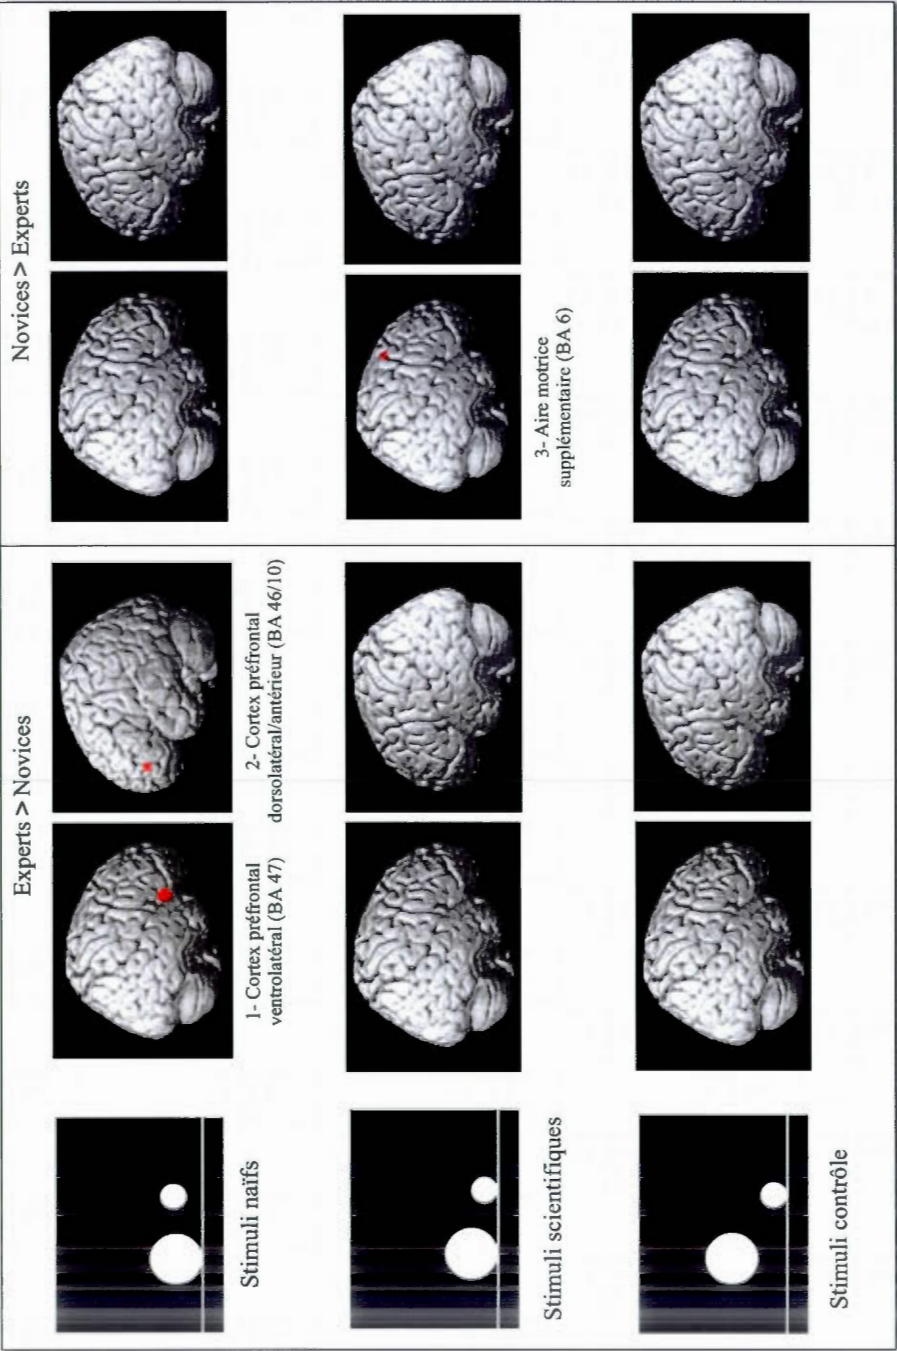 Experts > Novices
Novices > Experts
Stimuli naïfs
1- Cortex préfrontal
ventrolatéral (BA 47)
2- Cortex préfrontal
dorsolatéral/antérieur (BA 46/10)
Stimuli scientifiques
3- Aire motrice
supplémentaire (BA 6)
Stimuli contrôle